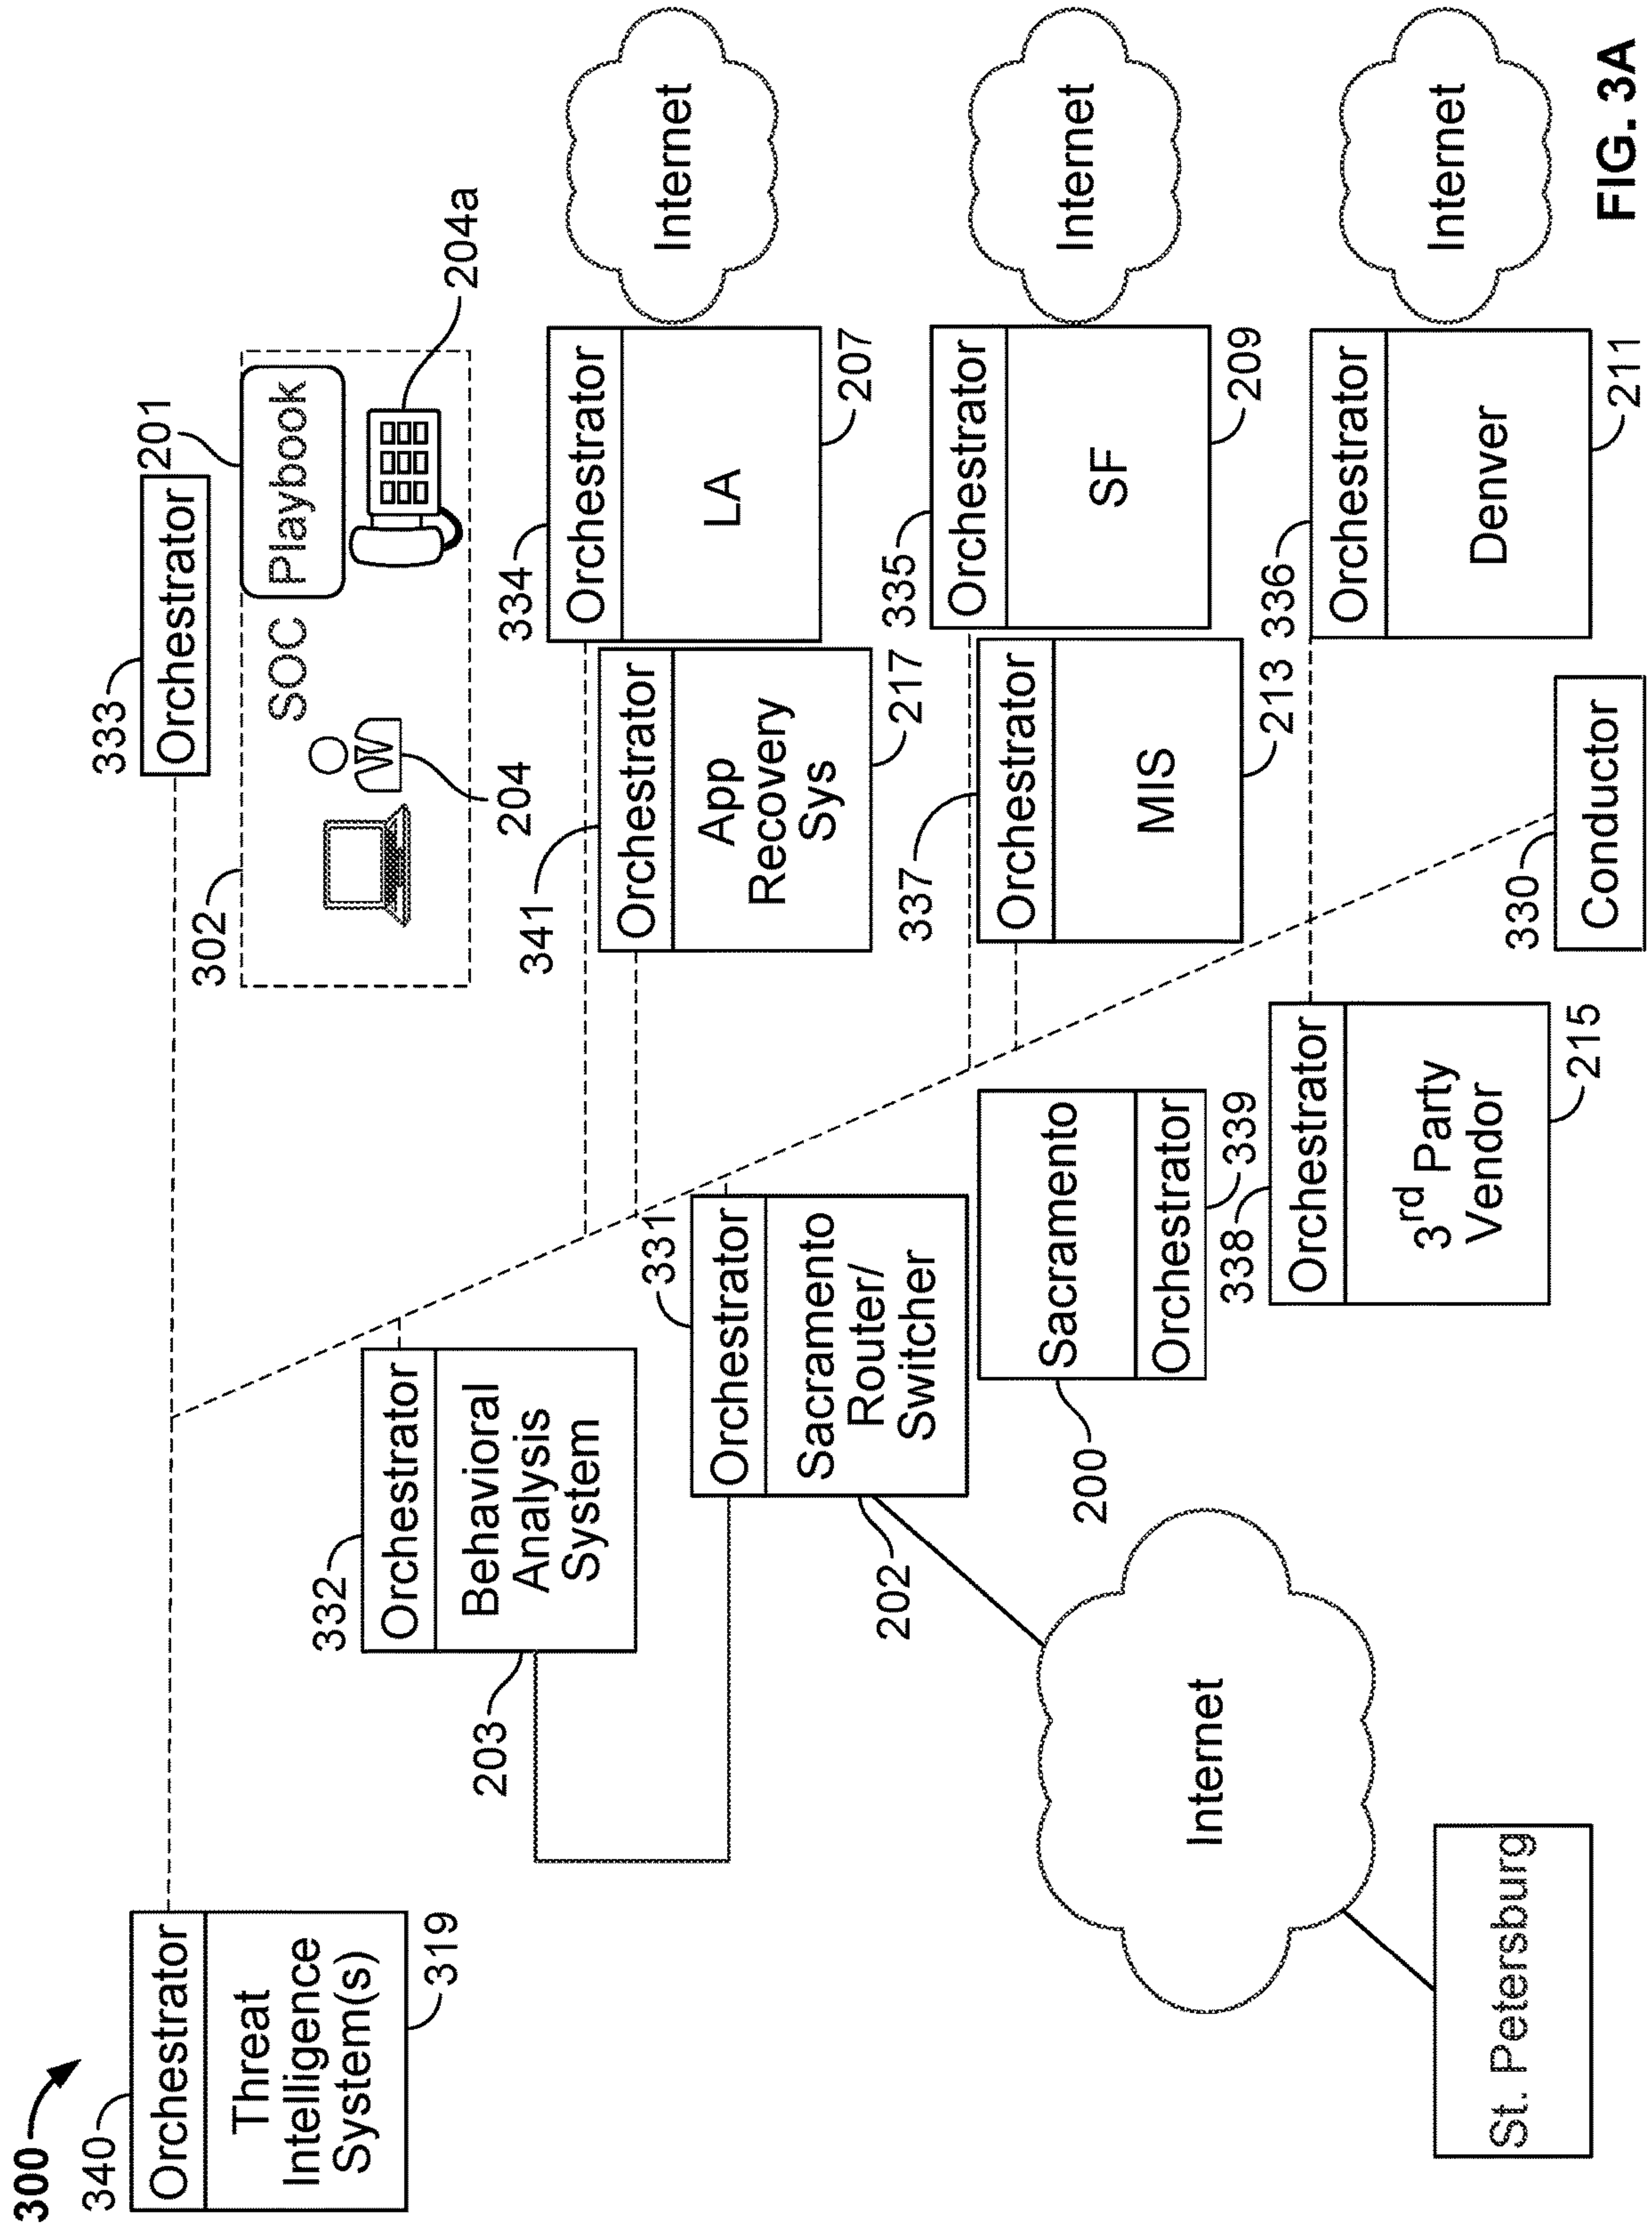 300
340
Orchestrator
Threat
Intelligence
System(s)
319
333
Orchestrator
302
SOC
201
Playbook
204
204a
332
Orchestrator
Behavioral
Analysis
System
203
334
Orchestrator
LA
207
Internet
341
Orchestrator
App
Recovery
Sys
217
331
Orchestrator
Sacramento
Router/
Switcher
202
335
Orchestrator
SF
209
Internet
337
Orchestrator
MIS
213
200
Sacramento
Orchestrator
339
336
Orchestrator
Denver
211
Internet
338
Orchestrator
3rd Party
Vendor
215
330
Conductor
Internet
St. Petersburg
FIG. 3A